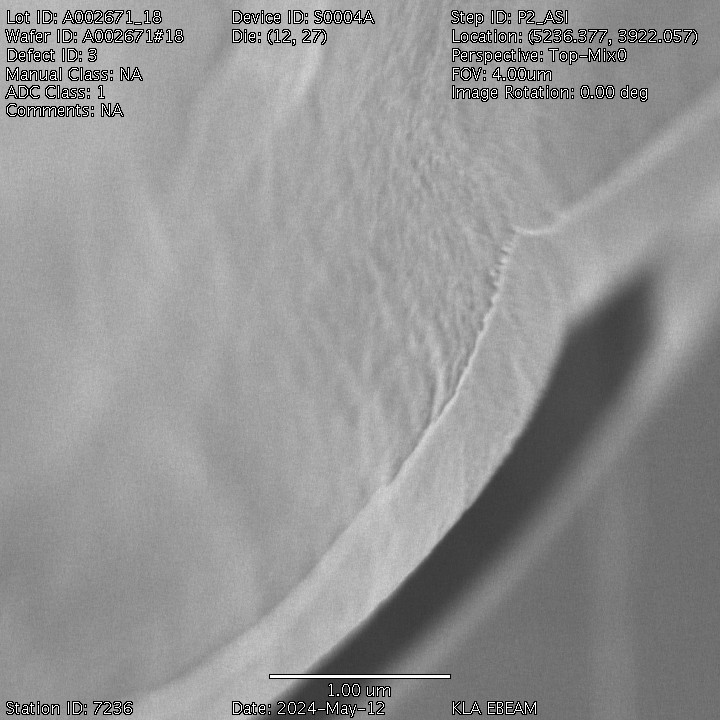 Lot ID: A002671_18 Device ID: S0004A Step ID: P2_ASI
Wafer ID: A002671#18 Die: (12, 27) Location: (5236.377, 3922.057)
Defect ID: 3 Perspective: Top-Mix0
Manual Class: NA FOV: 4.00um
ADC Class: 1 Image Rotation: 0.00 deg
Comments: NA
1.00 um
Station ID: 7236 Date: 2024-May-12 KLA EBEAM